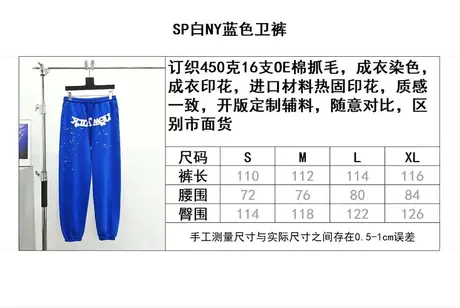 SP白NY蓝色卫裤
订织450克16支OE棉抓毛，成衣染色，
成衣印花，进口材料热固印花，质感
一致，开版定制辅料，随意对比，区
别市面货
尺码 S M L XL
裤长 110 112 114 116
腰围 72 76 80 84
臀围 114 118 122 126
手工测量尺寸与实际尺寸之间存在0.5-1cm误差